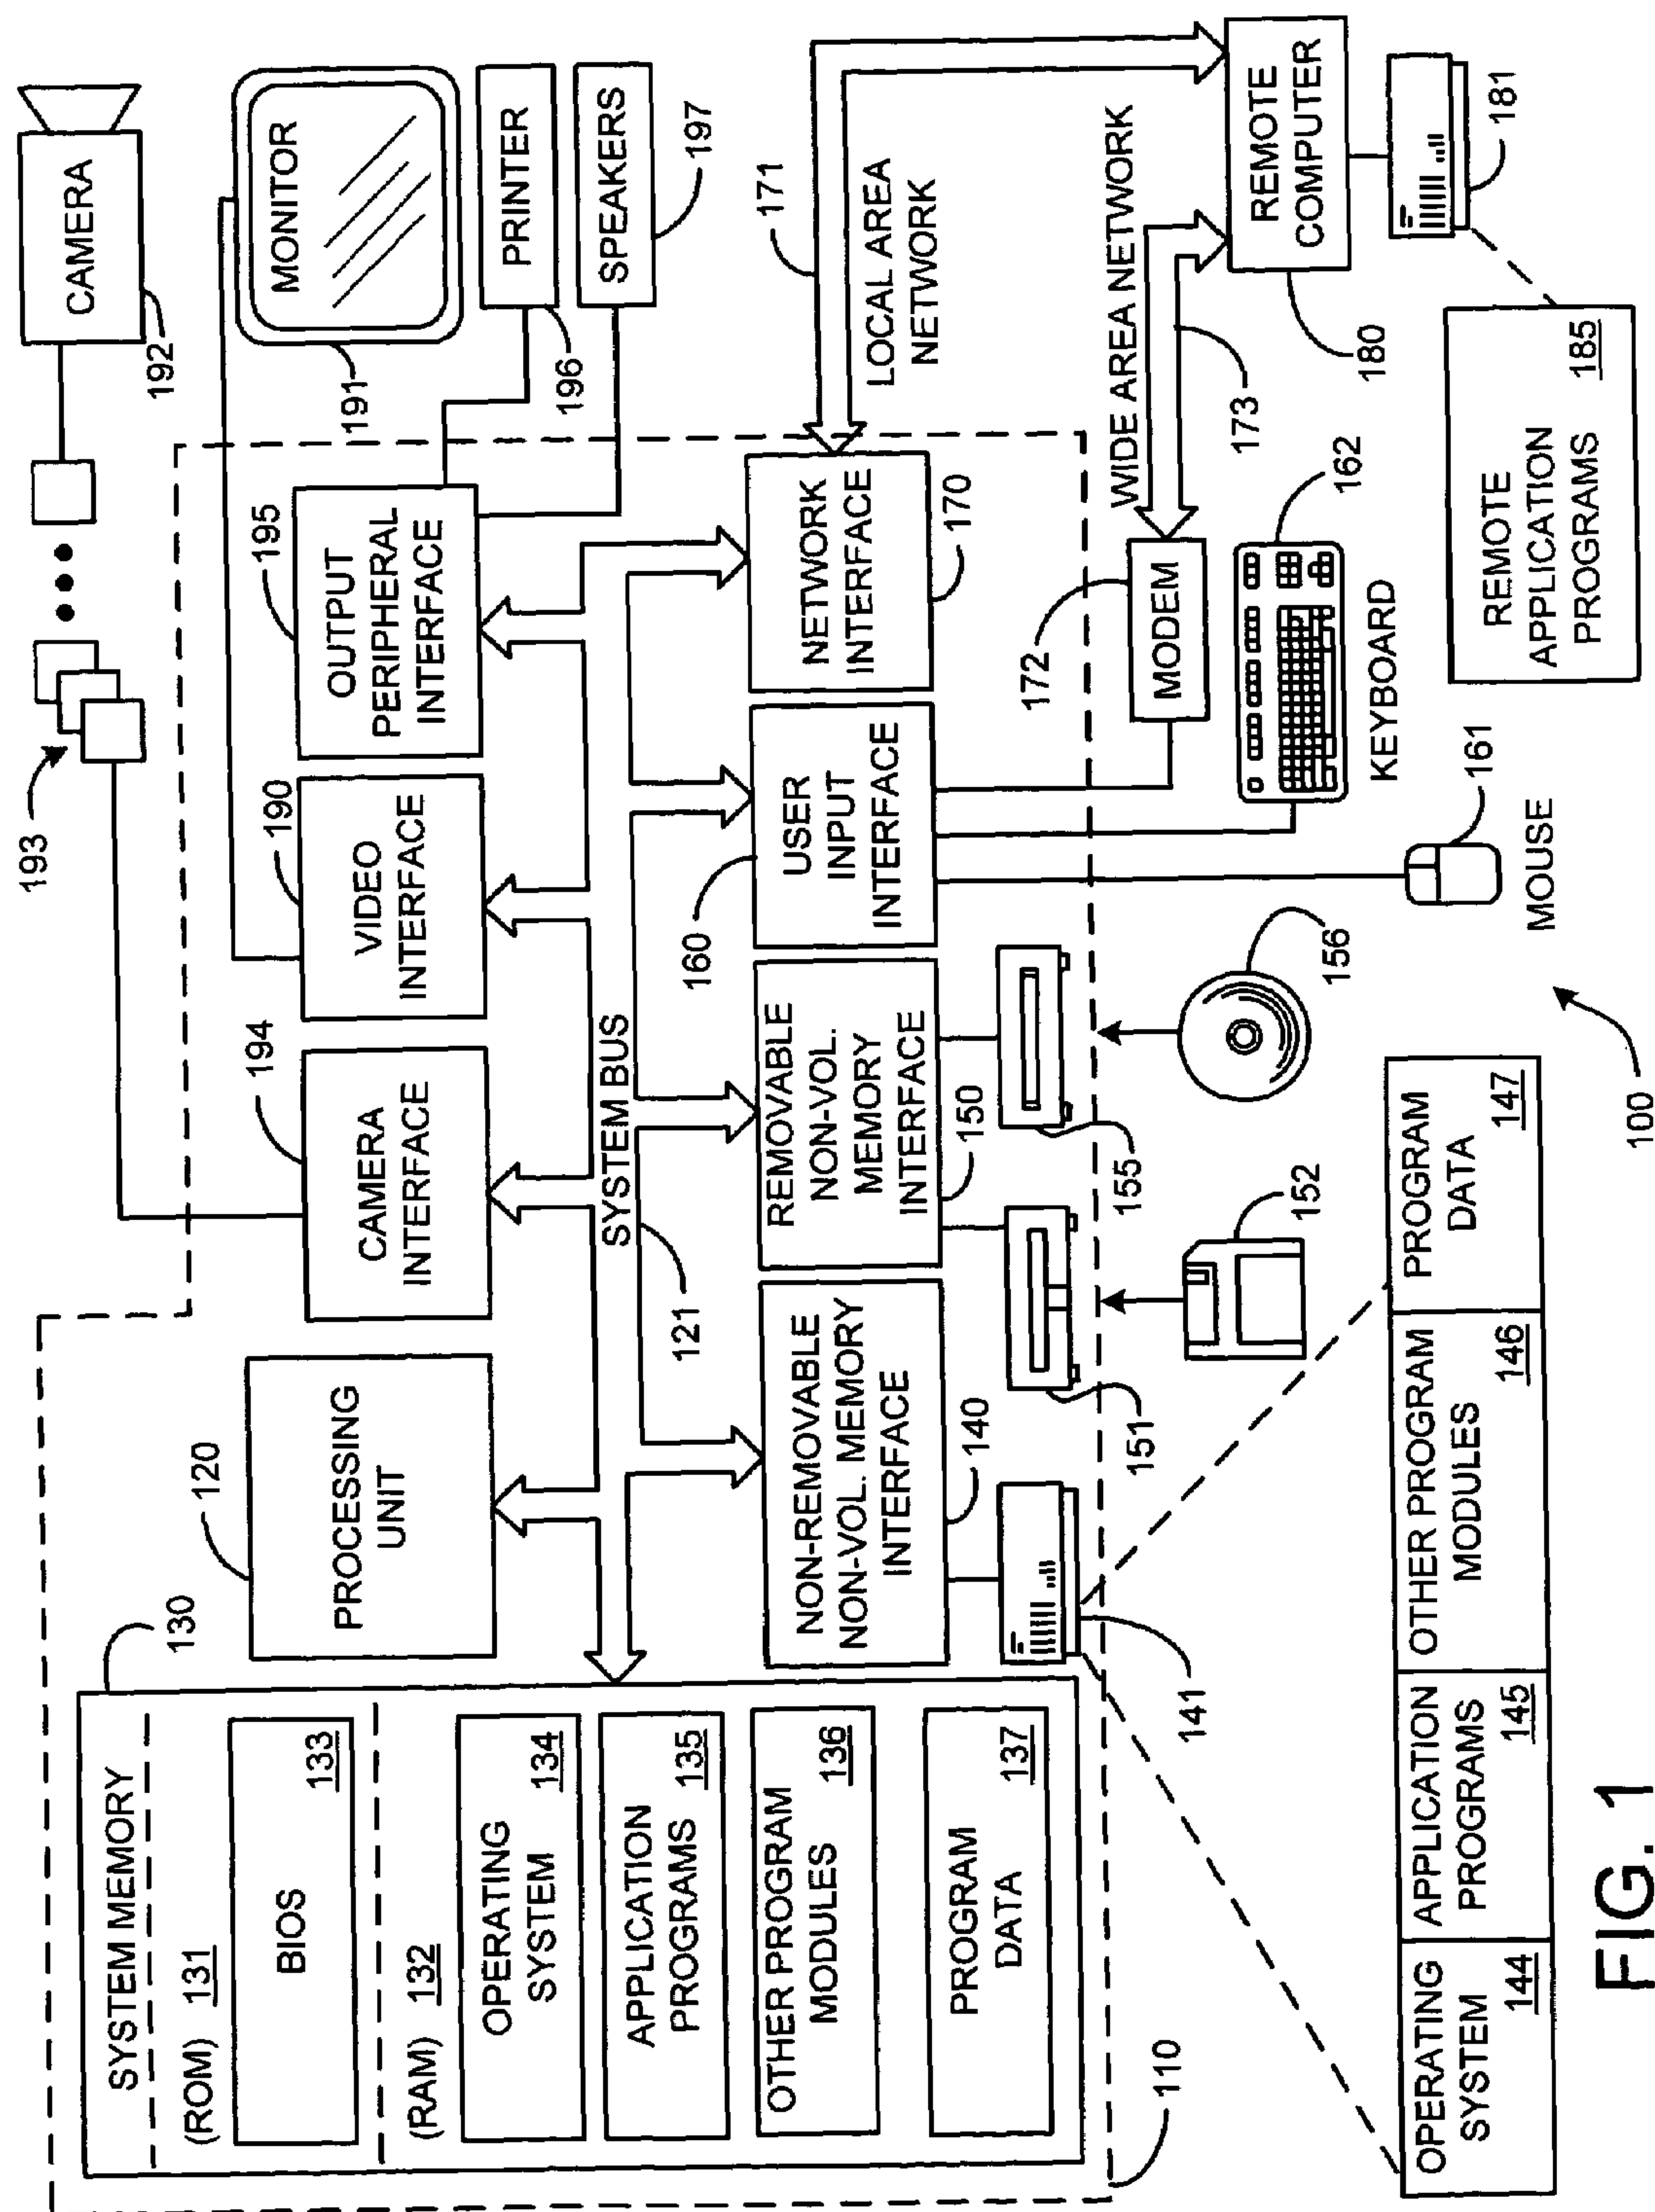 SYSTEM MEMORY
(ROM) 131
BIOS
133
(RAM) 132
OPERATING
SYSTEM
134
APPLICATION
PROGRAMS
135
OTHER PROGRAM
MODULES
136
PROGRAM
DATA
137
130
110
120
PROCESSING
UNIT
194
CAMERA
INTERFACE
190
VIDEO
INTERFACE
195
OUTPUT
PERIPHERAL
INTERFACE
193
CAMERA
192
MONITOR
191
PRINTER
196
SPEAKERS
197
SYSTEM BUS
121
NON-REMOVABLE
NON-VOL. MEMORY
INTERFACE
140
REMOVABLE
NON-VOL.
MEMORY
INTERFACE
150
160
USER
INPUT
INTERFACE
NETWORK
INTERFACE
170
171
LOCAL AREA
NETWORK
WIDE AREA NETWORK
173
172
MODEM
141
151
155
152
156
162
KEYBOARD
161
MOUSE
REMOTE
COMPUTER
180
181
REMOTE
APPLICATION
PROGRAMS
185
OPERATING
SYSTEM
144
APPLICATION
PROGRAMS
145
OTHER PROGRAM
MODULES
146
PROGRAM
DATA
147
100
FIG. 1